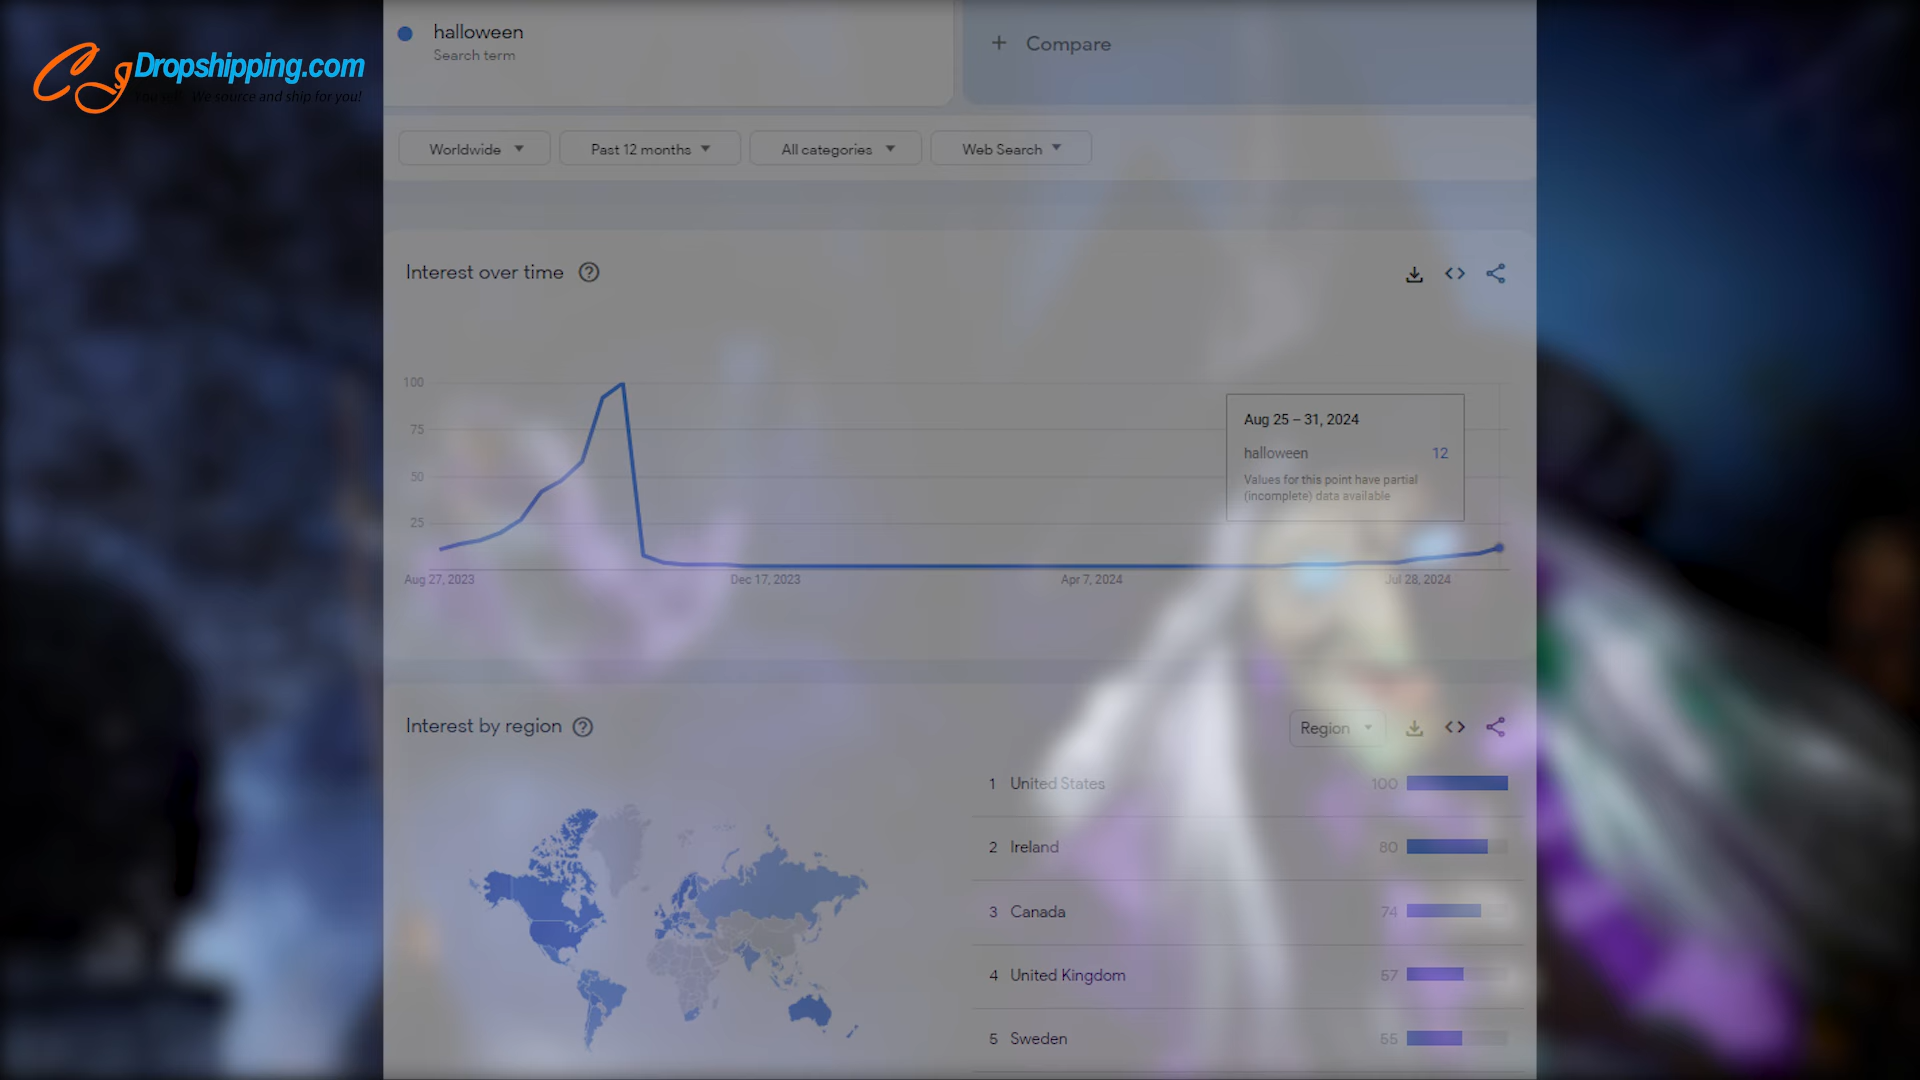 CJDropshipping.com
We source and ship for you!
halloween
Search term
+ Compare
Worldwide
Past 12 months
All categories
Web Search
Interest over time
100
75
50
25
Aug 25 – 31, 2024
halloween 12
Values for this point have partial
(incomplete) data available
Aug 27, 2023
Dec 17, 2023
Apr 7, 2024
Jul 28, 2024
Interest by region
Region
1 United States 100
2 Ireland 80
3 Canada 74
4 United Kingdom 57
5 Sweden 55